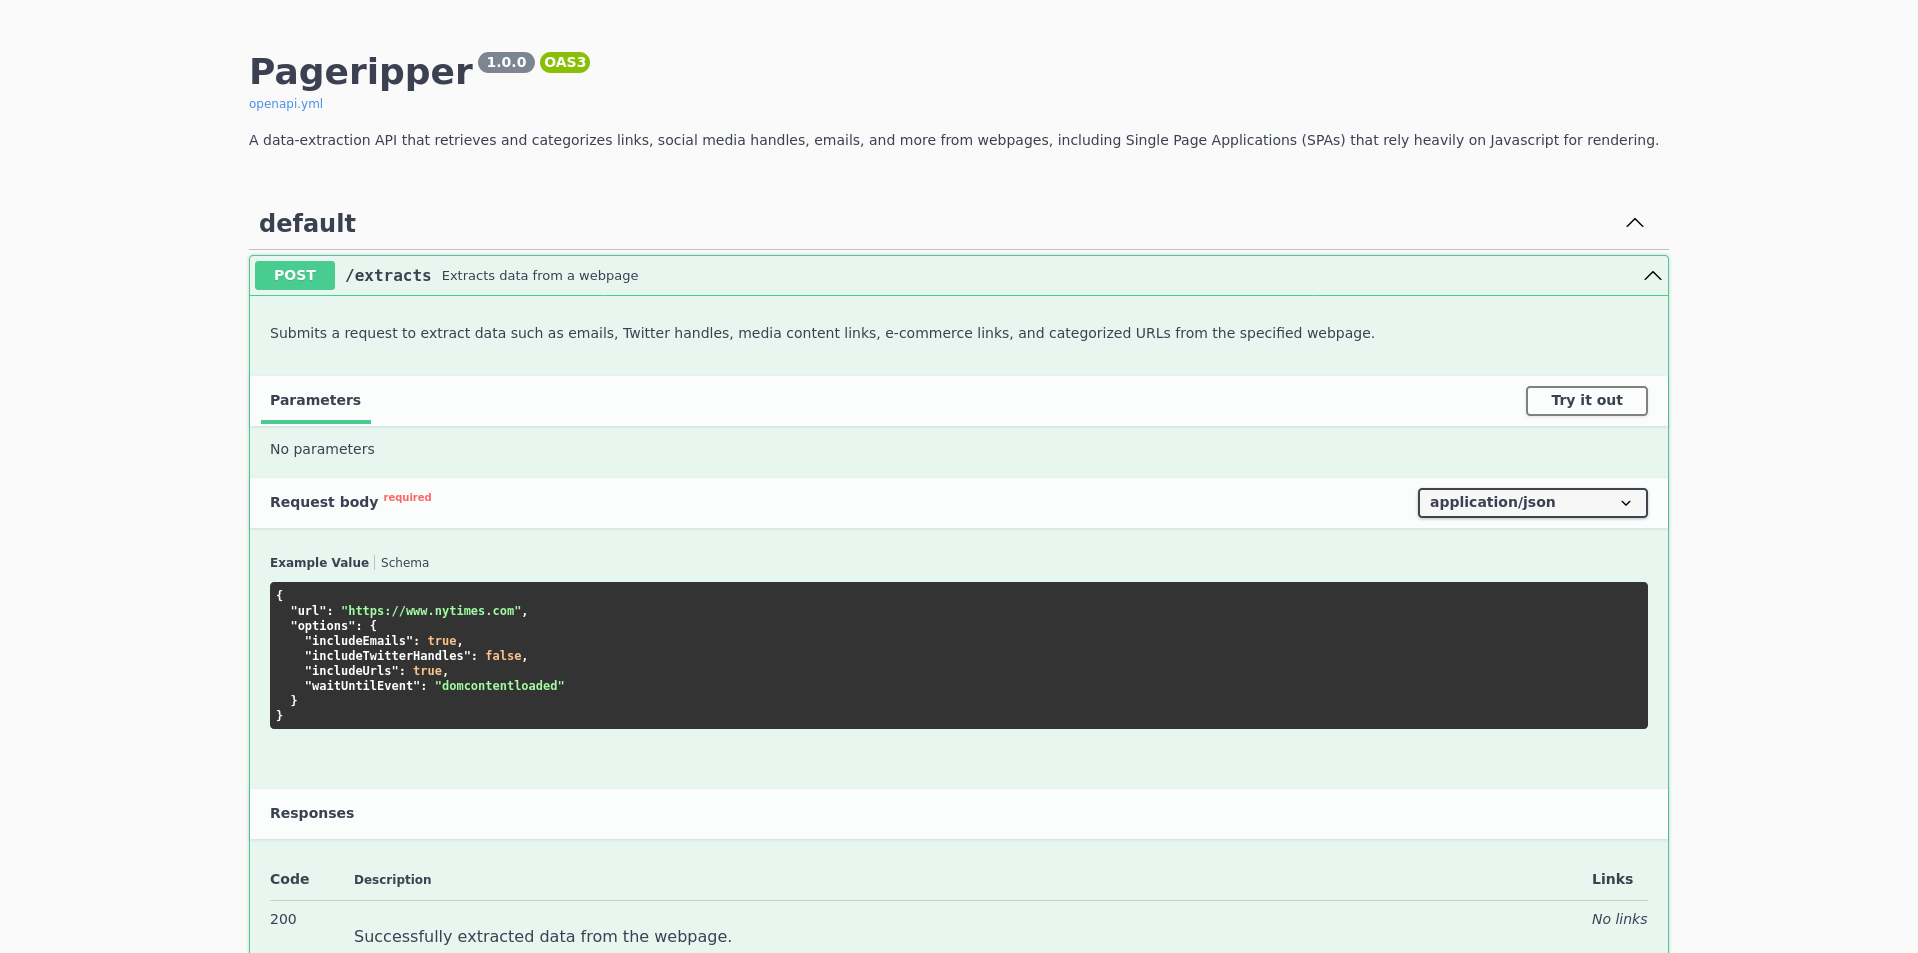 Pageripper 1.0.0 OAS3
openapi.yml
A data-extraction API that retrieves and categorizes links, social media handles, emails, and more from webpages, including Single Page Applications (SPAs) that rely heavily on Javascript for rendering.
default
POST /extracts Extracts data from a webpage
Submits a request to extract data such as emails, Twitter handles, media content links, e-commerce links, and categorized URLs from the specified webpage.
Parameters Try it out
No parameters
Request body required application/json
Example Value Schema
{
  "url": "https://www.nytimes.com",
  "options": {
    "includeEmails": true,
    "includeTwitterHandles": false,
    "includeUrls": true,
    "waitUntilEvent": "domcontentloaded"
  }
}
Responses
Code Description Links
200 No links
Successfully extracted data from the webpage.